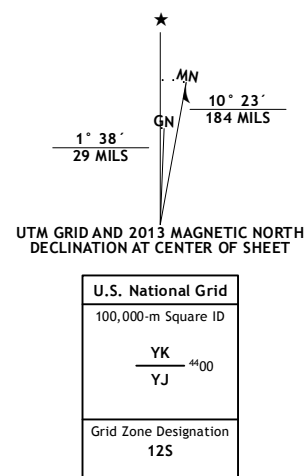 ★
MN
GN
10° 23´
184 MILS
1° 38´
29 MILS
UTM GRID AND 2013 MAGNETIC NORTH
DECLINATION AT CENTER OF SHEET
U.S. National Grid
100,000-m Square ID
YK
4400
YJ
Grid Zone Designation
12S